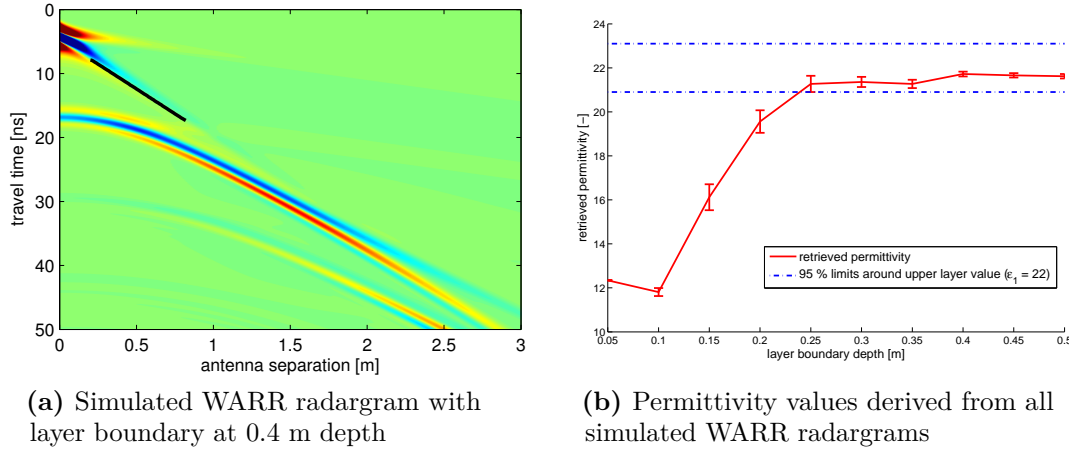 0
10
20
30
40
50
travel time [ns]
0 0.5 1 1.5 2 2.5 3
antenna separation [m]
(a) Simulated WARR radargram with
layer boundary at 0.4 m depth
24
22
20
18
16
14
12
10
retrieved permittivity [−]
retrieved permittivity
95 % limits around upper layer value (ε₁ = 22)
0.05 0.1 0.15 0.2 0.25 0.3 0.35 0.4 0.45 0.5
layer boundary depth [m]
(b) Permittivity values derived from all
simulated WARR radargrams